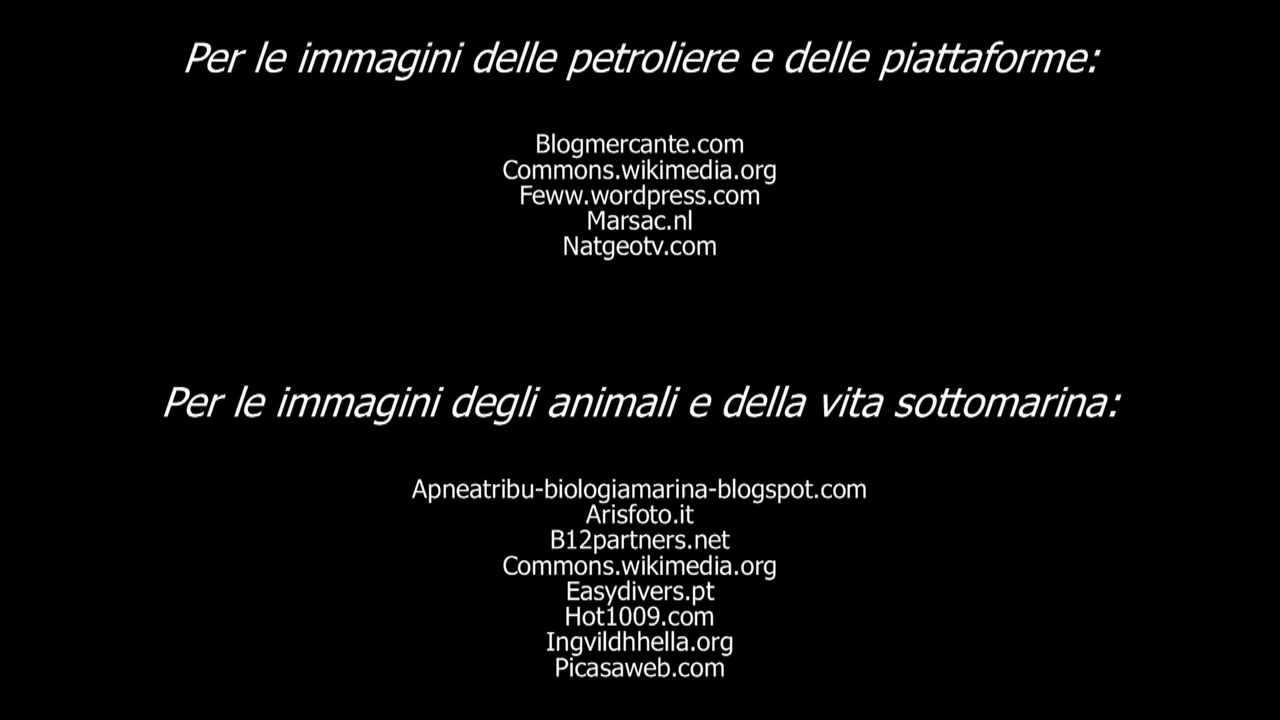 Per le immagini delle petroliere e delle piattaforme:
Blogmercante.com
Commons.wikimedia.org
Feww.wordpress.com
Marsac.nl
Natgeotv.com
Per le immagini degli animali e della vita sottomarina:
Apneatribu-biologiamarina-blogspot.com
Arisfoto.it
B12partners.net
Commons.wikimedia.org
Easydivers.pt
Hot1009.com
Ingvildhhella.org
Picasaweb.com